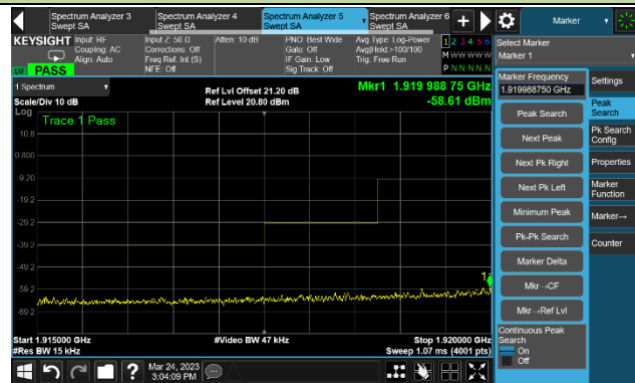 Spectrum Analyzer 3
Swept SA
Spectrum Analyzer 4
Swept SA
Spectrum Analyzer 5
Swept SA
Spectrum Analyzer 6
Swept SA
Marker
KEYSIGHT
Input: RF
Coupling: AC
Align: Auto
Input Z: 50 Ω
Corrections: Off
Freq Ref: Int (S)
NFE: Off
Atten: 10 dB
PNO: Best Wide
Gate: Off
IF Gain: Low
Sig Track: Off
Avg Type: Log-Power
Avg|Hold:>100/100
Trig: Free Run
1 2 3 4 5 6
M W W W W W
P N N N N N
LW PASS
1 Spectrum
Scale/Div 10 dB
Ref Lvl Offset 21.20 dB
Ref Level 20.80 dBm
Mkr1 1.919 988 75 GHz
-58.61 dBm
Log
Trace 1 Pass
10.8
0.800
-9.20
-19.2
-29.2
-39.2
-49.2
-59.2
-69.2
1
Start 1.915000 GHz
#Video BW 47 kHz
Stop 1.920000 GHz
#Res BW 15 kHz
Sweep 1.07 ms (4001 pts)
Mar 24, 2023
3:04:09 PM
Select Marker
Marker 1
Marker Frequency
1.919988750 GHz
Peak Search
Next Peak
Next Pk Right
Next Pk Left
Minimum Peak
Pk-Pk Search
Marker Delta
Mkr→CF
Mkr→Ref Lvl
Continuous Peak
Search
On
Off
Settings
Peak
Search
Pk Search
Config
Properties
Marker
Function
Marker→
Counter